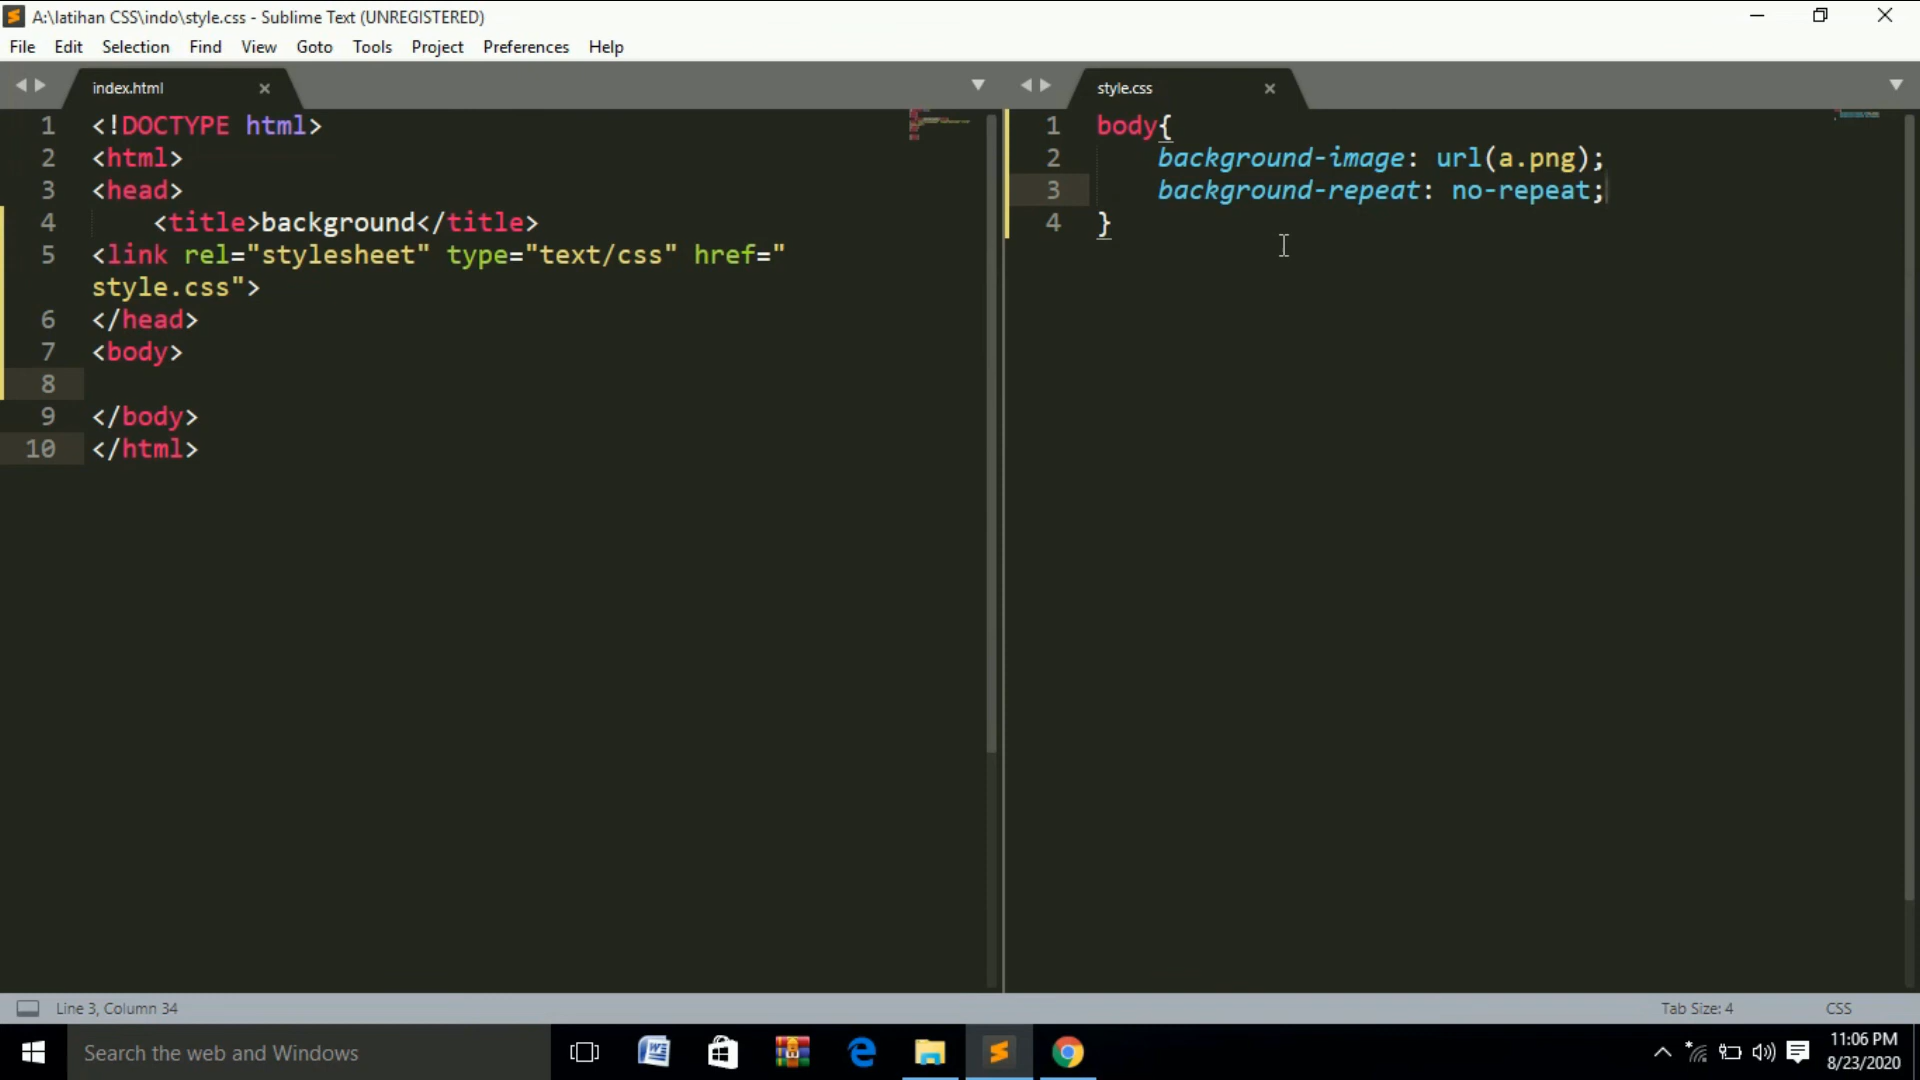 A:\latihan CSS\indo\style.css - Sublime Text (UNREGISTERED)
File Edit Selection Find View Goto Tools Project Preferences Help
index.html
1 <!DOCTYPE html>
2 <html>
3 <head>
4 <title>background</title>
5 <link rel="stylesheet" type="text/css" href="
style.css">
6 </head>
7 <body>
8
9 </body>
10 </html>
style.css
1 body{
2 background-image: url(a.png);
3 background-repeat: no-repeat;
4 }
Line 3, Column 34
Tab Size: 4
CSS
Search the web and Windows
11:06 PM
8/23/2020